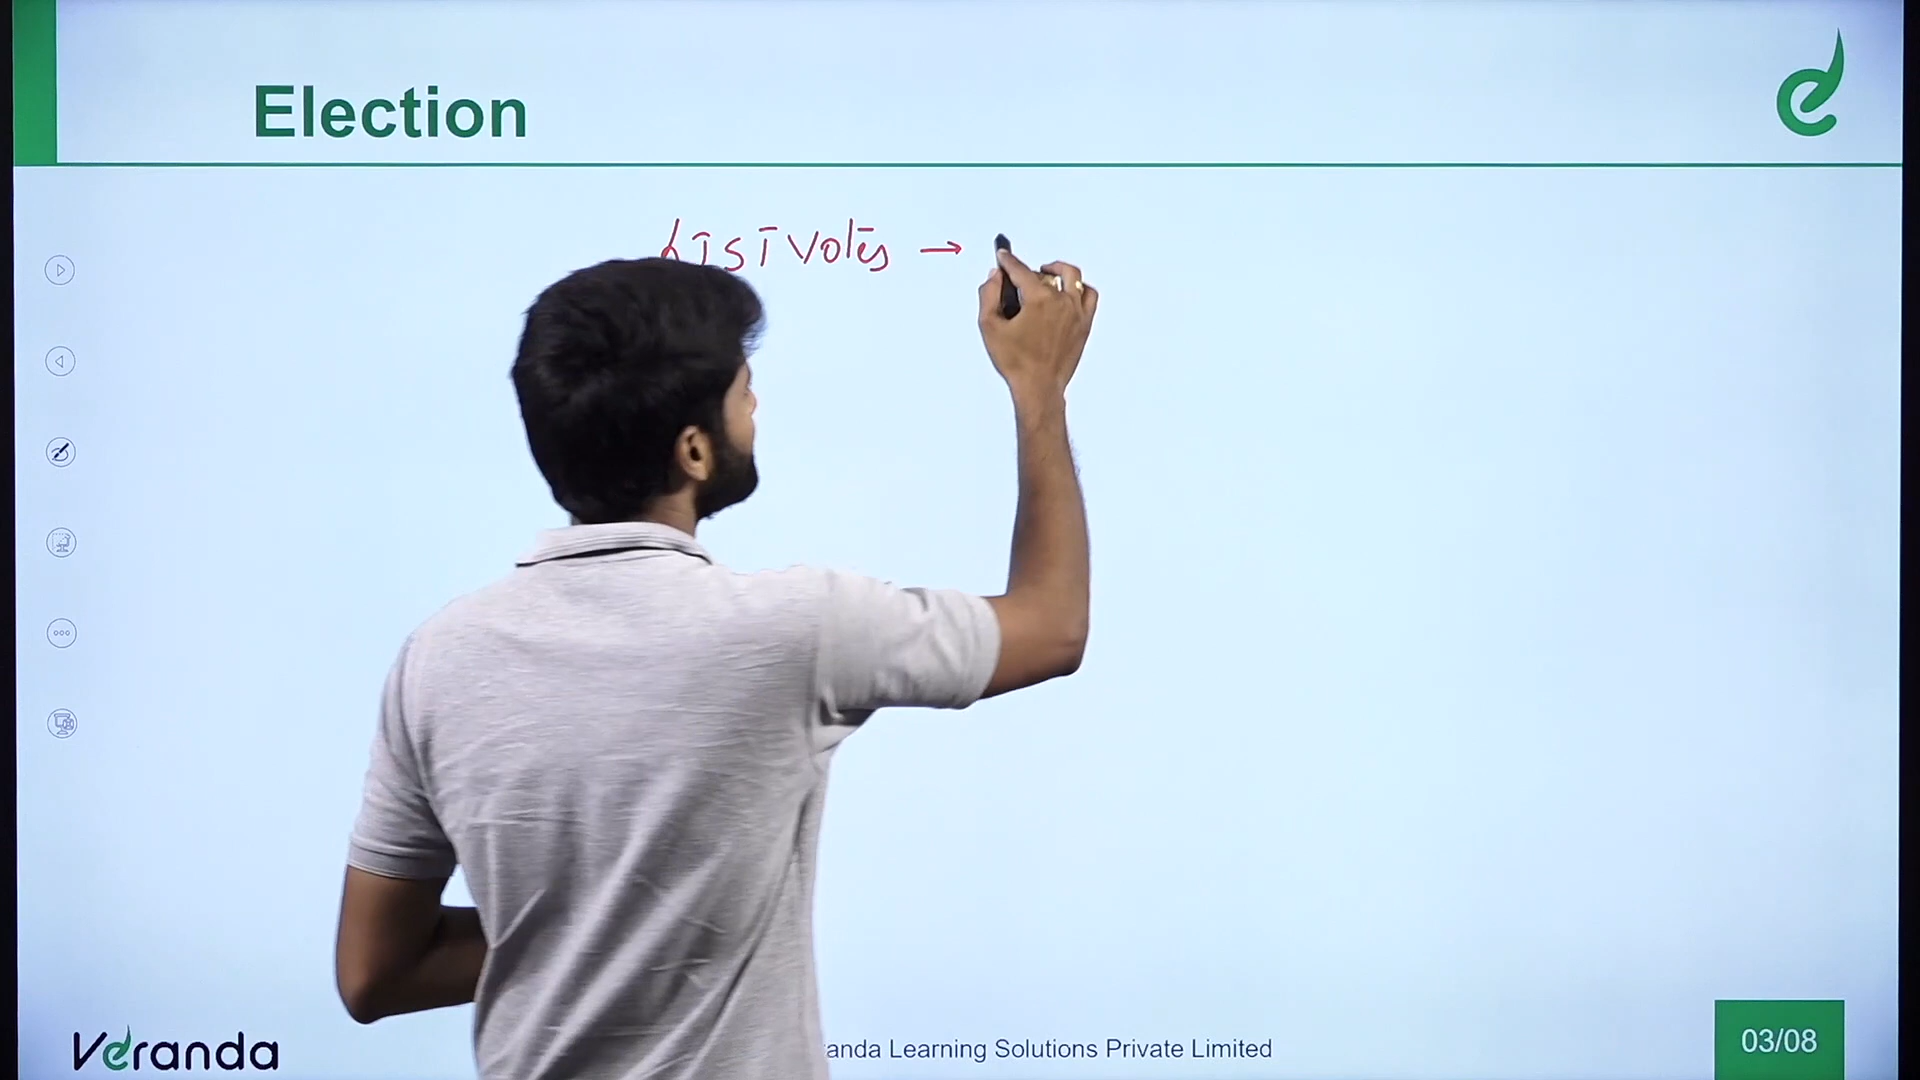 Election
LIST Votes →
Veranda
anda Learning Solutions Private Limited
03/08